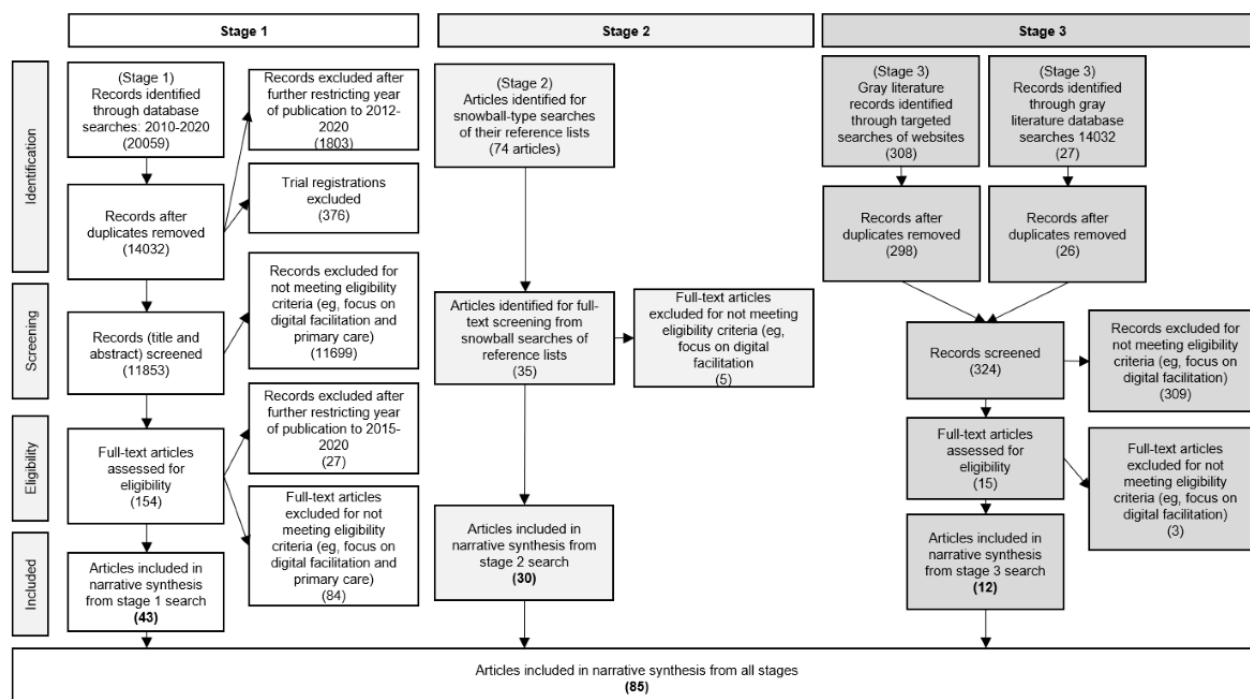 Stage 1
Stage 2
Stage 3
Identification
Screening
Eligibility
Included
(Stage 1)
Records identified
through database
searches: 2010-2020
(20059)
Records excluded after
further restricting year
of publication to 2012-
2020
(1803)
Trial registrations
excluded
(376)
Records after
duplicates removed
(14032)
Records excluded for
not meeting eligibility
criteria (eg, focus on
digital facilitation and
primary care)
(11699)
Records (title and
abstract) screened
(11853)
Records excluded after
further restricting year
of publication to 2015-
2020
(27)
Full-text articles
assessed for
eligibility
(154)
Full-text articles
excluded for not
meeting eligibility
criteria (eg, focus on
digital facilitation and
primary care)
(84)
Articles included in
narrative synthesis
from stage 1 search
(43)
(Stage 2)
Articles identified for
snowball-type searches
of their reference lists
(74 articles)
Articles identified for full-
text screening from
snowball searches
of reference lists
(35)
Full-text articles
excluded for not meeting
eligibility criteria (eg,
focus on digital
facilitation
(5)
Articles included in
narrative synthesis from
stage 2 search
(30)
(Stage 3)
Gray literature
records identified
through targeted
searches of websites
(308)
(Stage 3)
Records identified
through gray
literature database
searches 14032
(27)
Records after
duplicates removed
(298)
Records after
duplicates removed
(26)
Records screened
(324)
Records excluded for
not meeting eligibility
criteria (eg, focus on
digital facilitation)
(309)
Full-text articles
assessed for
eligibility
(15)
Full-text articles
excluded for not
meeting eligibility
criteria (eg, focus on
digital facilitation)
(3)
Articles included in
narrative synthesis
from stage 3 search
(12)
Articles included in narrative synthesis from all stages
(85)